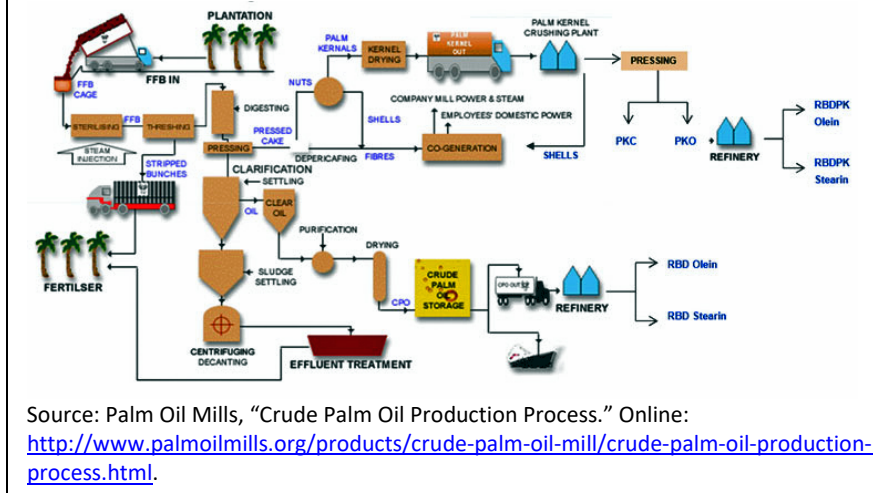 PLANTATION
FFB IN
FFB
CAGE
STERILISING
FFB
THRESHING
STEAM
INJECTION
STRIPPED
BUNCHES
FERTILSER
DIGESTING
PRESSING
PRESSED
CAKE
NUTS
PALM
KERNALS
KERNEL
DRYING
PALM
KERNEL
OUT
PALM KERNEL
CRUSHING PLANT
PRESSING
COMPANY MILL POWER & STEAM
EMPLOYEES' DOMESTIC POWER
SHELLS
DEPERICAFING
FIBRES
CO-GENERATION
SHELLS
PKC
PKO
REFINERY
RBDPK
Olein
RBDPK
Stearin
CLARIFICATION
SETTLING
OIL
CLEAR
OIL
PURIFICATION
DRYING
SLUDGE
SETTLING
CPO
CRUDE
PALM
OIL
STORAGE
CPO OUT
REFINERY
RBD Olein
RBD Stearin
CENTRIFUGING
DECANTING
EFFLUENT TREATMENT
Source: Palm Oil Mills, “Crude Palm Oil Production Process.” Online:
http://www.palmoilmills.org/products/crude-palm-oil-mill/crude-palm-oil-production-
process.html.